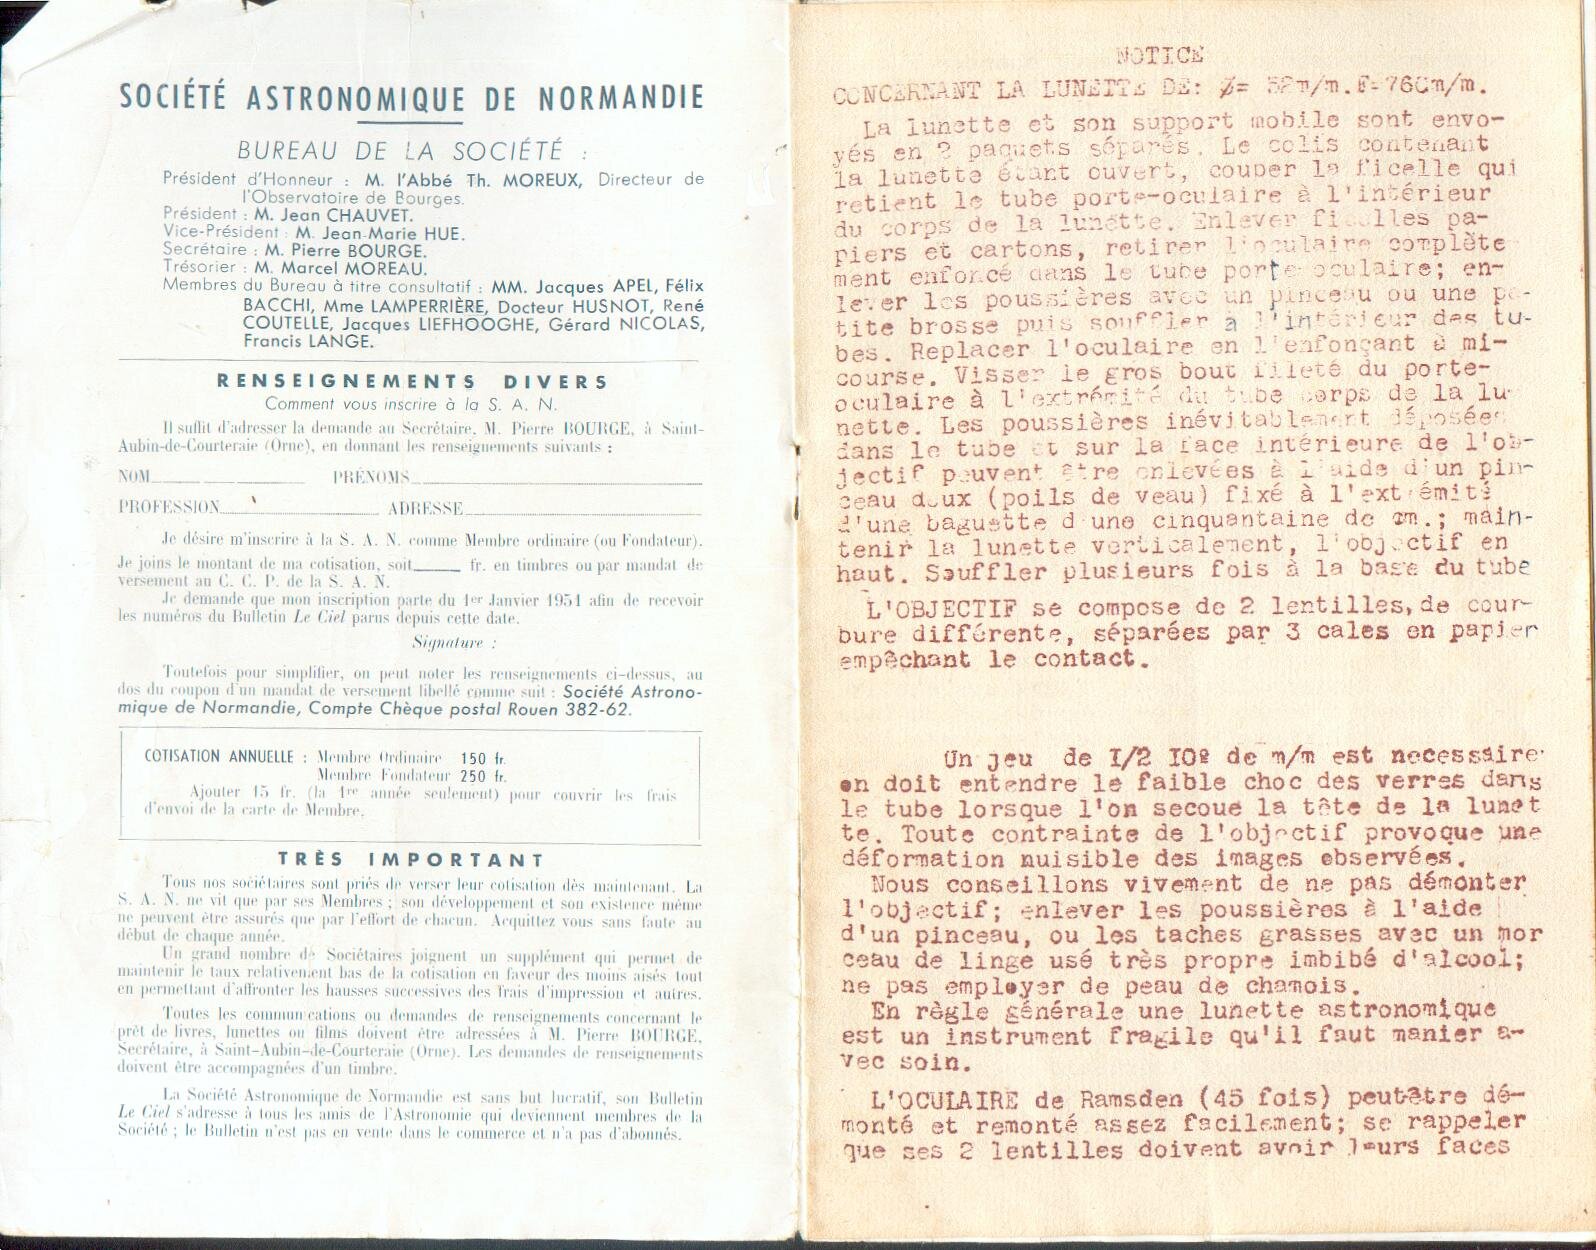 SOCIÉTÉ ASTRONOMIQUE DE NORMANDIE
BUREAU DE LA SOCIÉTÉ :
Président d'Honneur : M. l'Abbé Th. MOREUX, Directeur de
l'Observatoire de Bourges.
Président : M. Jean CHAUVET.
Vice-Président : M. Jean-Marie HUE.
Secrétaire : M. Pierre BOURGE.
Trésorier : M. Marcel MOREAU.
Membres du Bureau à titre consultatif : MM. Jacques APEL, Félix
BACCHI, Mme LAMPERRIÈRE, Docteur HUSNOT, René
COUTELLE, Jacques LIEFHOOGHE, Gérard NICOLAS,
Francis LANGE.
RENSEIGNEMENTS DIVERS
Comment vous inscrire à la S. A. N.
Il suffit d'adresser la demande au Secrétaire, M. Pierre BOURGE, à Saint-
Aubin-de-Courteraie (Orne), en donnant les renseignements suivants :
NOM PRÉNOMS
PROFESSION ADRESSE
Je désire m'inscrire à la S. A. N. comme Membre ordinaire (ou Fondateur).
Je joins le montant de ma cotisation, soit fr. en timbres ou par mandat de
versement au C. C. P. de la S. A. N.
Je demande que mon inscription parte du 1er Janvier 1951 afin de recevoir
les numéros du Bulletin Le Ciel parus depuis cette date.
Signature :
Toutefois pour simplifier, on peut noter les renseignements ci-dessus, au
dos du coupon d'un mandat de versement libellé comme suit : Société Astrono-
mique de Normandie, Compte Chèque postal Rouen 382-62.
COTISATION ANNUELLE : Membre Ordinaire 150 fr.
Membre Fondateur 250 fr.
Ajouter 15 fr. (la 1re année seulement) pour couvrir les frais
d'envoi de la carte de Membre.
TRÈS IMPORTANT
Tous nos sociétaires sont priés de verser leur cotisation dès maintenant. La
S. A. N. ne vit que par ses Membres ; son développement et son existence même
ne peuvent être assurés que par l'effort de chacun. Acquittez vous sans faute au
début de chaque année.
Un grand nombre de Sociétaires joignent un supplément qui permet de
maintenir le taux relativement bas de la cotisation en faveur des moins aisés tout
en permettant d'affronter les hausses successives des frais d'impression et autres.
Toutes les communications ou demandes de renseignements concernant le
prêt de livres, lunettes ou films doivent être adressées à M. Pierre BOURGE,
Secrétaire, à Saint-Aubin-de-Courteraie (Orne). Les demandes de renseignements
doivent être accompagnées d'un timbre.
La Société Astronomique de Normandie est sans but lucratif, son Bulletin
Le Ciel s'adresse à tous les amis de l'Astronomie qui deviennent membres de la
Société ; le Bulletin n'est pas en vente dans le commerce et n'a pas d'abonnés.
NOTICE
CONCERNANT LA LUNETTE DE: Ø= 52m/m. F=760m/m.
La lunette et son support mobile sont envo-
yés en 2 paquets séparés. Le colis contenant
la lunette étant ouvert, couper la ficelle qui
retient le tube porte-oculaire à l'intérieur
du corps de la lunette. Enlever ficelles pa-
piers et cartons, retirer l'oculaire complète
ment enfoncé dans le tube porte-oculaire; en-
lever les poussières avec un pinceau ou une pe-
tite brosse puis souffler a l'intérieur des tu-
bes. Replacer l'oculaire en l'enfonçant à mi-
course. Visser le gros bout fileté du porte-
oculaire à l'extrémité du tube corps de la lu-
nette. Les poussières inévitablement déposées
dans le tube et sur la face intérieure de l'ob-
jectif peuvent être enlevées à l'aide d'un pin-
ceau doux (poils de veau) fixé à l'extrémité
d'une baguette d'une cinquantaine de cm.; main-
tenir la lunette verticalement, l'objectif en
haut. Souffler plusieurs fois à la base du tube
L'OBJECTIF se compose de 2 lentilles, de cour-
bure différente, séparées par 3 cales en papier
empêchant le contact.
Un jeu de I/2 IOº de m/m est necessaire
on doit entendre le faible choc des verres dans
le tube lorsque l'on secoue la tête de la lunet
te. Toute contrainte de l'objectif provoque une
déformation nuisible des images observées.
Nous conseillons vivement de ne pas démonter
l'objectif; enlever les poussières à l'aide
d'un pinceau, ou les taches grasses avec un mor
ceau de linge usé très propre imbibé d'alcool;
ne pas employer de peau de chamois.
En règle générale une lunette astronomique
est un instrument fragile qu'il faut manier a-
vec soin.
L'OCULAIRE de Ramsden (45 fois) peutêtre dé-
monté et remonté assez facilement; se rappeler
que ses 2 lentilles doivent avoir leurs faces